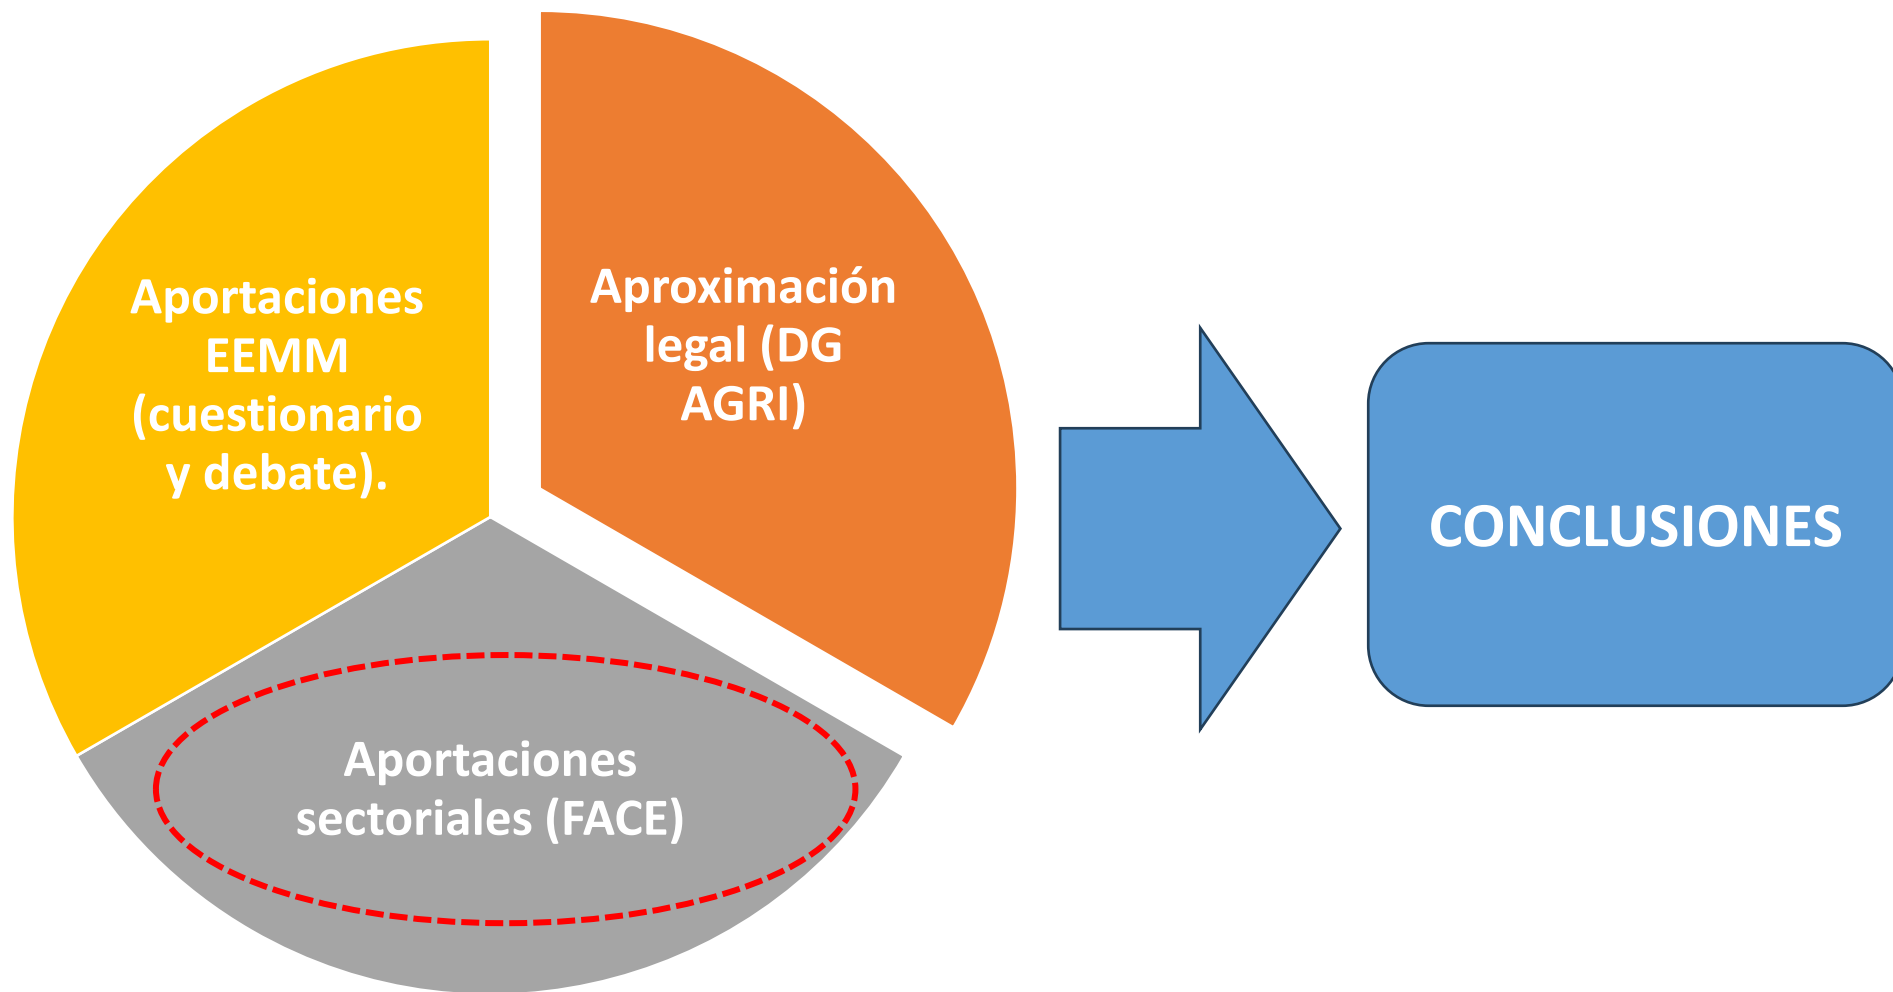 Aportaciones
EEMM
(cuestionario
y debate).
Aproximación
legal (DG
AGRI)
Aportaciones
sectoriales (FACE)
CONCLUSIONES